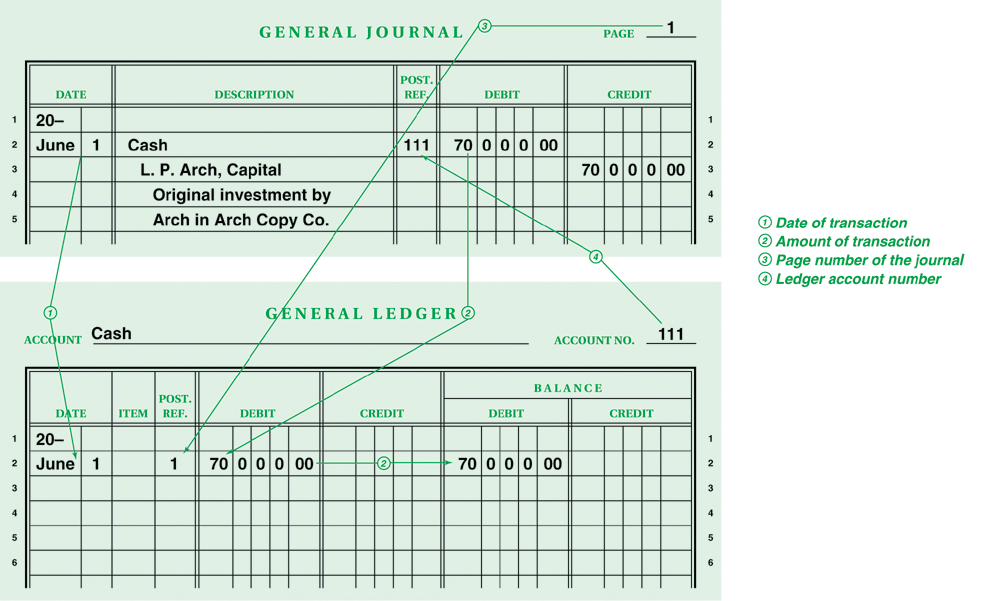 GENERAL JOURNAL ③ PAGE 1
DATE DESCRIPTION POST. REF. DEBIT CREDIT
1 20– 1
2 June 1 Cash 111 70 0 0 0 00 2
3 L. P. Arch, Capital 70 0 0 0 00 3
4 Original investment by 4
5 Arch in Arch Copy Co. 5
① Date of transaction
② Amount of transaction
③ Page number of the journal
④ Ledger account number
④
①
GENERAL LEDGER ②
ACCOUNT Cash ACCOUNT NO. 111
BALANCE
DATE ITEM POST. REF. DEBIT CREDIT DEBIT CREDIT
1 20– 1
2 June 1 1 70 0 0 0 00 ② 70 0 0 0 00 2
3 3
4 4
5 5
6 6